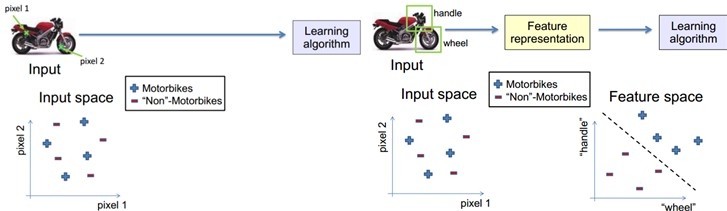 pixel 1
pixel 2
Input
Learning
algorithm
Input space
Motorbikes
"Non"-Motorbikes
pixel 2
pixel 1
handle
wheel
Input
Feature
representation
Learning
algorithm
Input space
Motorbikes
"Non"-Motorbikes
Feature space
pixel 2
pixel 1
"handle"
"wheel"